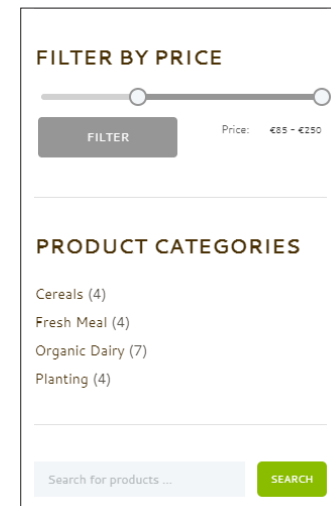 FILTER BY PRICE
FILTER Price: €85 - €250
PRODUCT CATEGORIES
Cereals (4)
Fresh Meal (4)
Organic Dairy (7)
Planting (4)
Search for products ... SEARCH